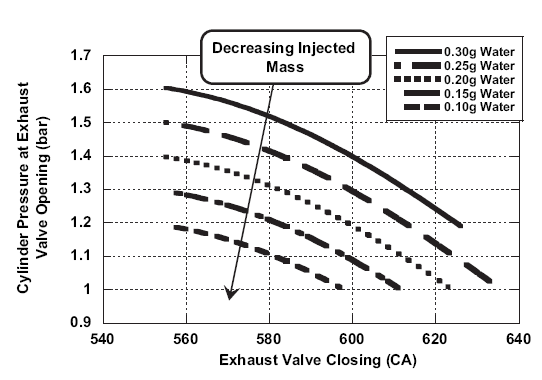 Decreasing Injected
Mass
0.30g Water
0.25g Water
0.20g Water
0.15g Water
0.10g Water
Cylinder Pressure at Exhaust
Valve Opening (bar)
1.7
1.6
1.5
1.4
1.3
1.2
1.1
1
0.9
540
560
580
600
620
640
Exhaust Valve Closing (CA)